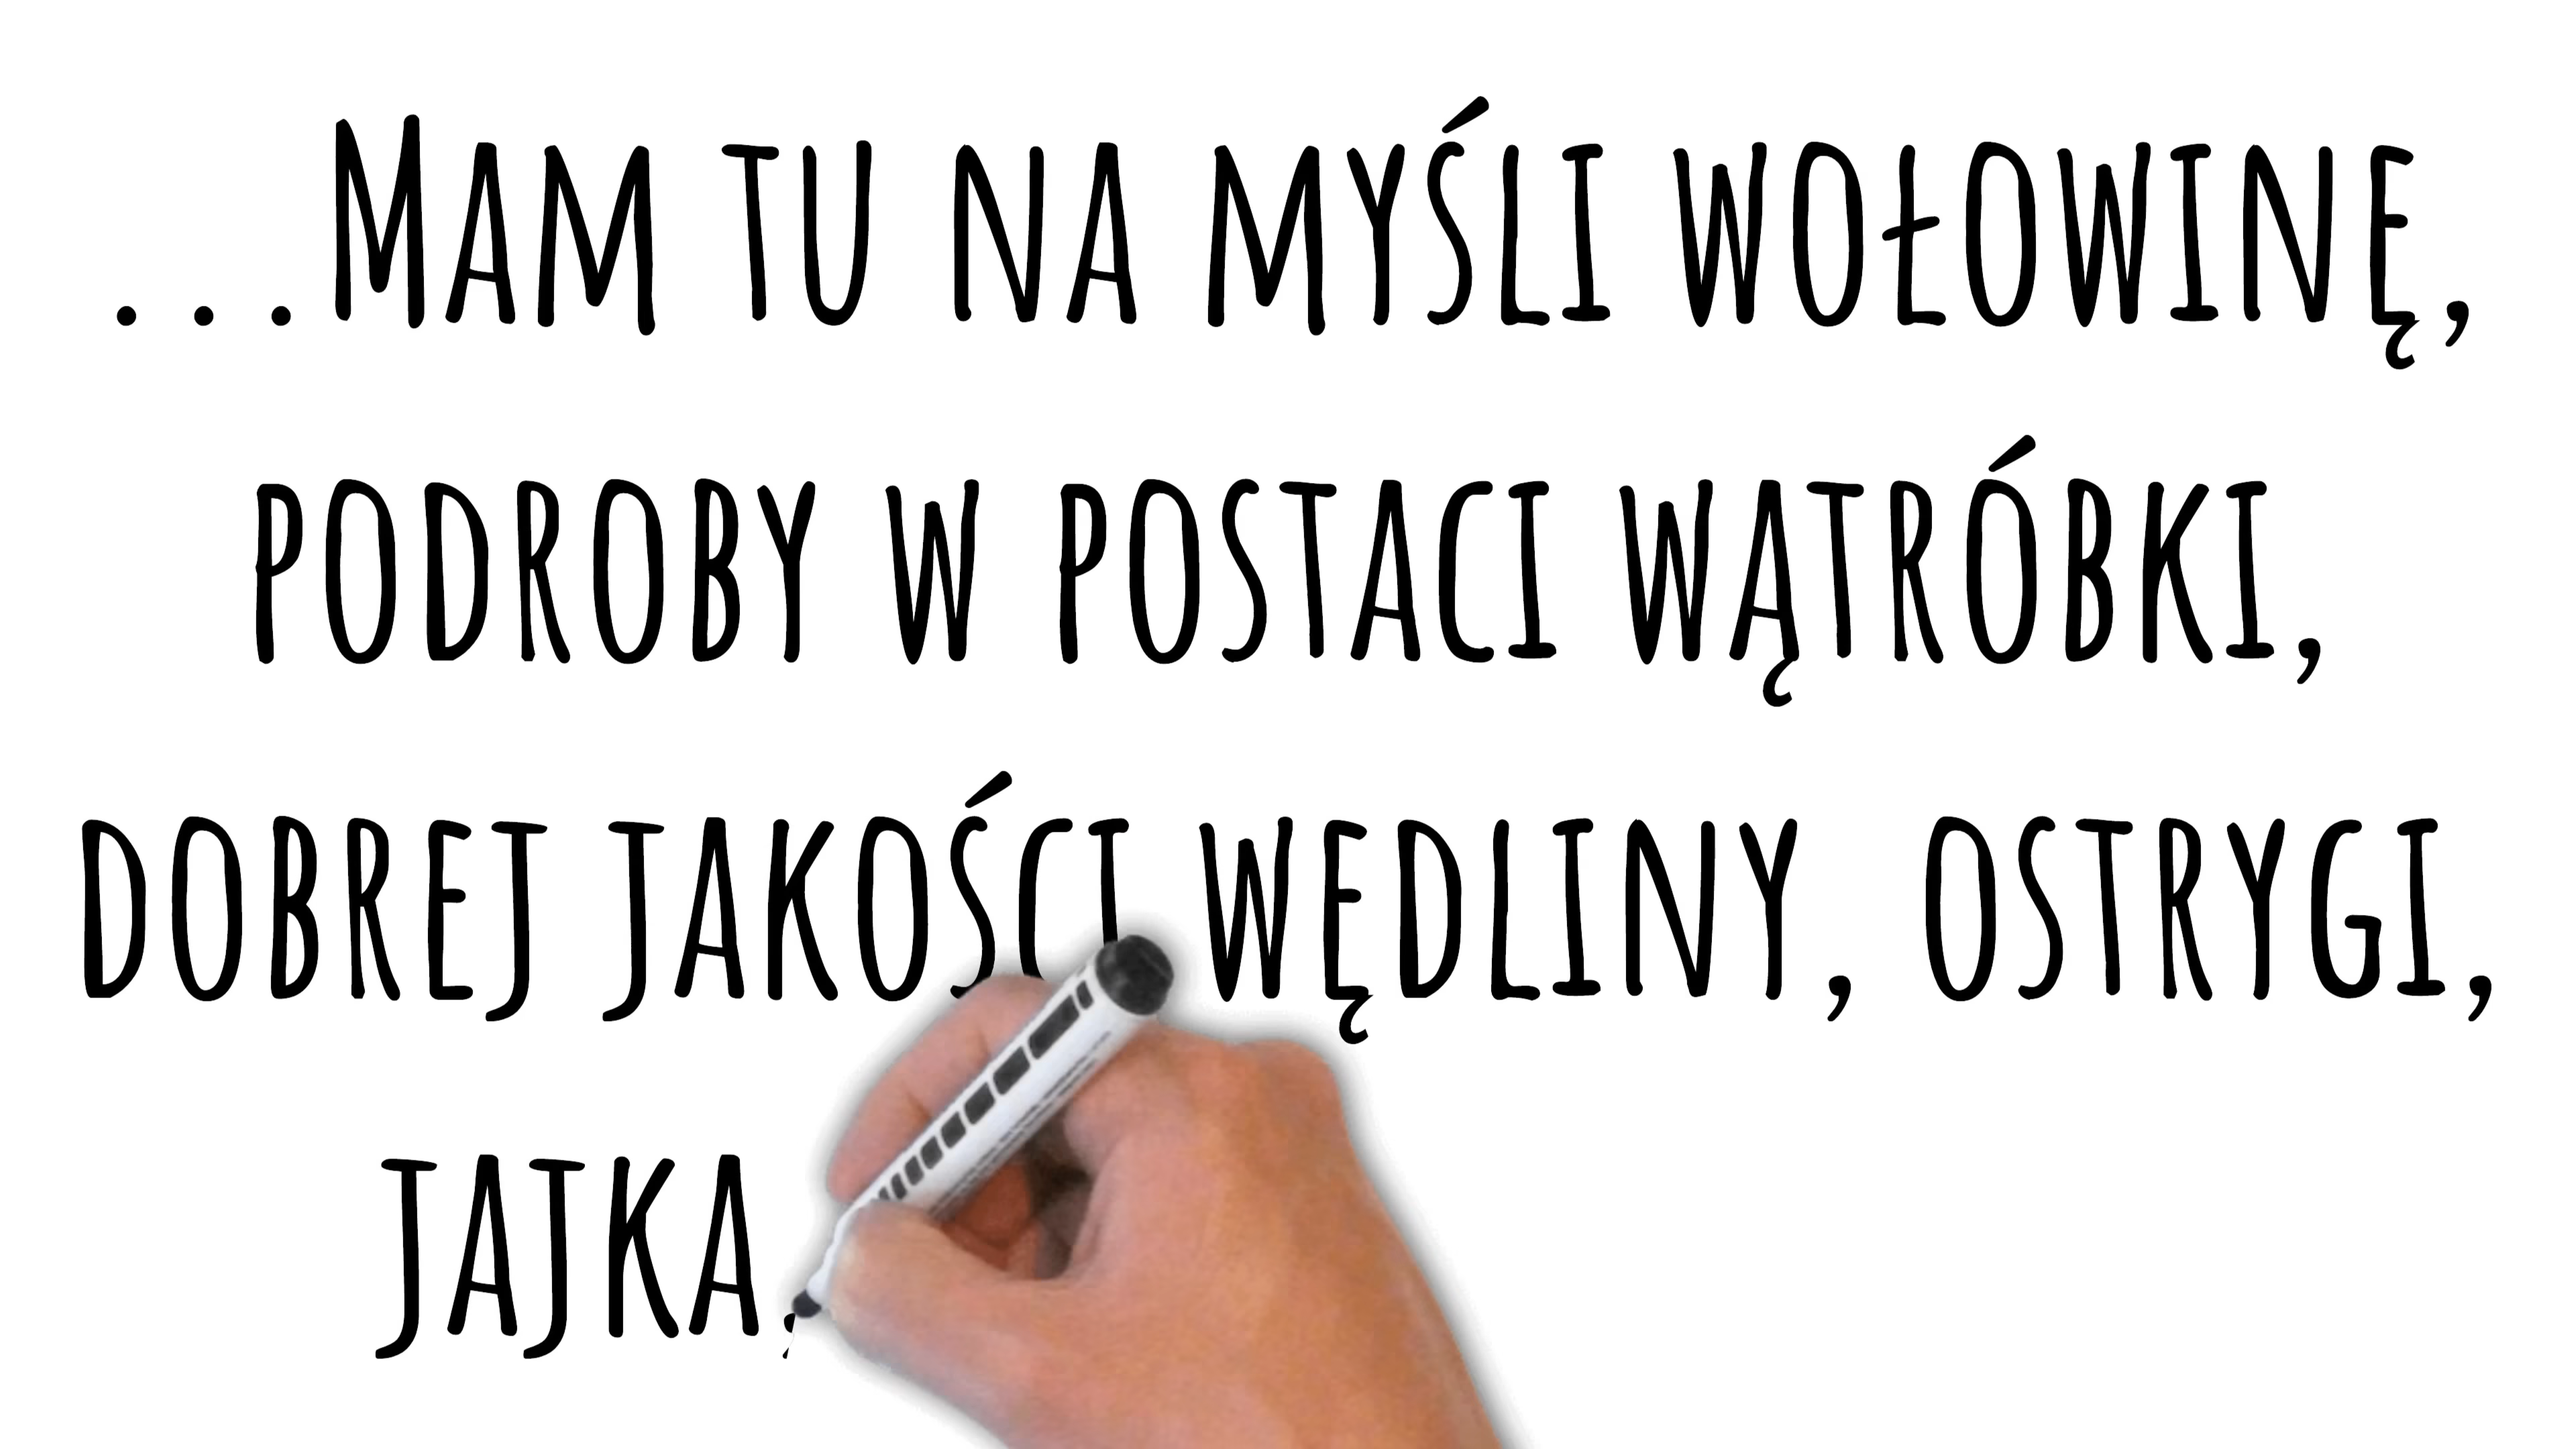 ...Mam tu na myśli wołowinę,
podroby w postaci wątróbki,
dobrej jakości wędliny, ostrygi,
jajka,